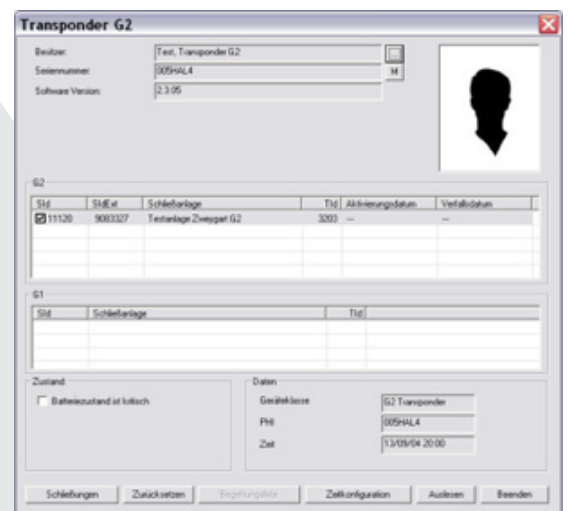 Transponder G2
Besitzer: Test, Transponder G2 ...
Seriennummer: 005HAL4 M
Software Version: 2.3.05
G2
SId SIdExt Schließanlage TId Aktivierungsdatum Verfallsdatum
11120 9083327 Testanlage Zweygart G2 3203 -- --
G1
SId Schließanlage TId
Zustand
Batteriezustand ist kritisch
Daten
Geräteklasse G2 Transponder
PHI 005HAL4
Zeit 13/09/04 20:00
Schließungen Zurücksetzen Begehungsliste Zeitkonfiguration Auslesen Beenden